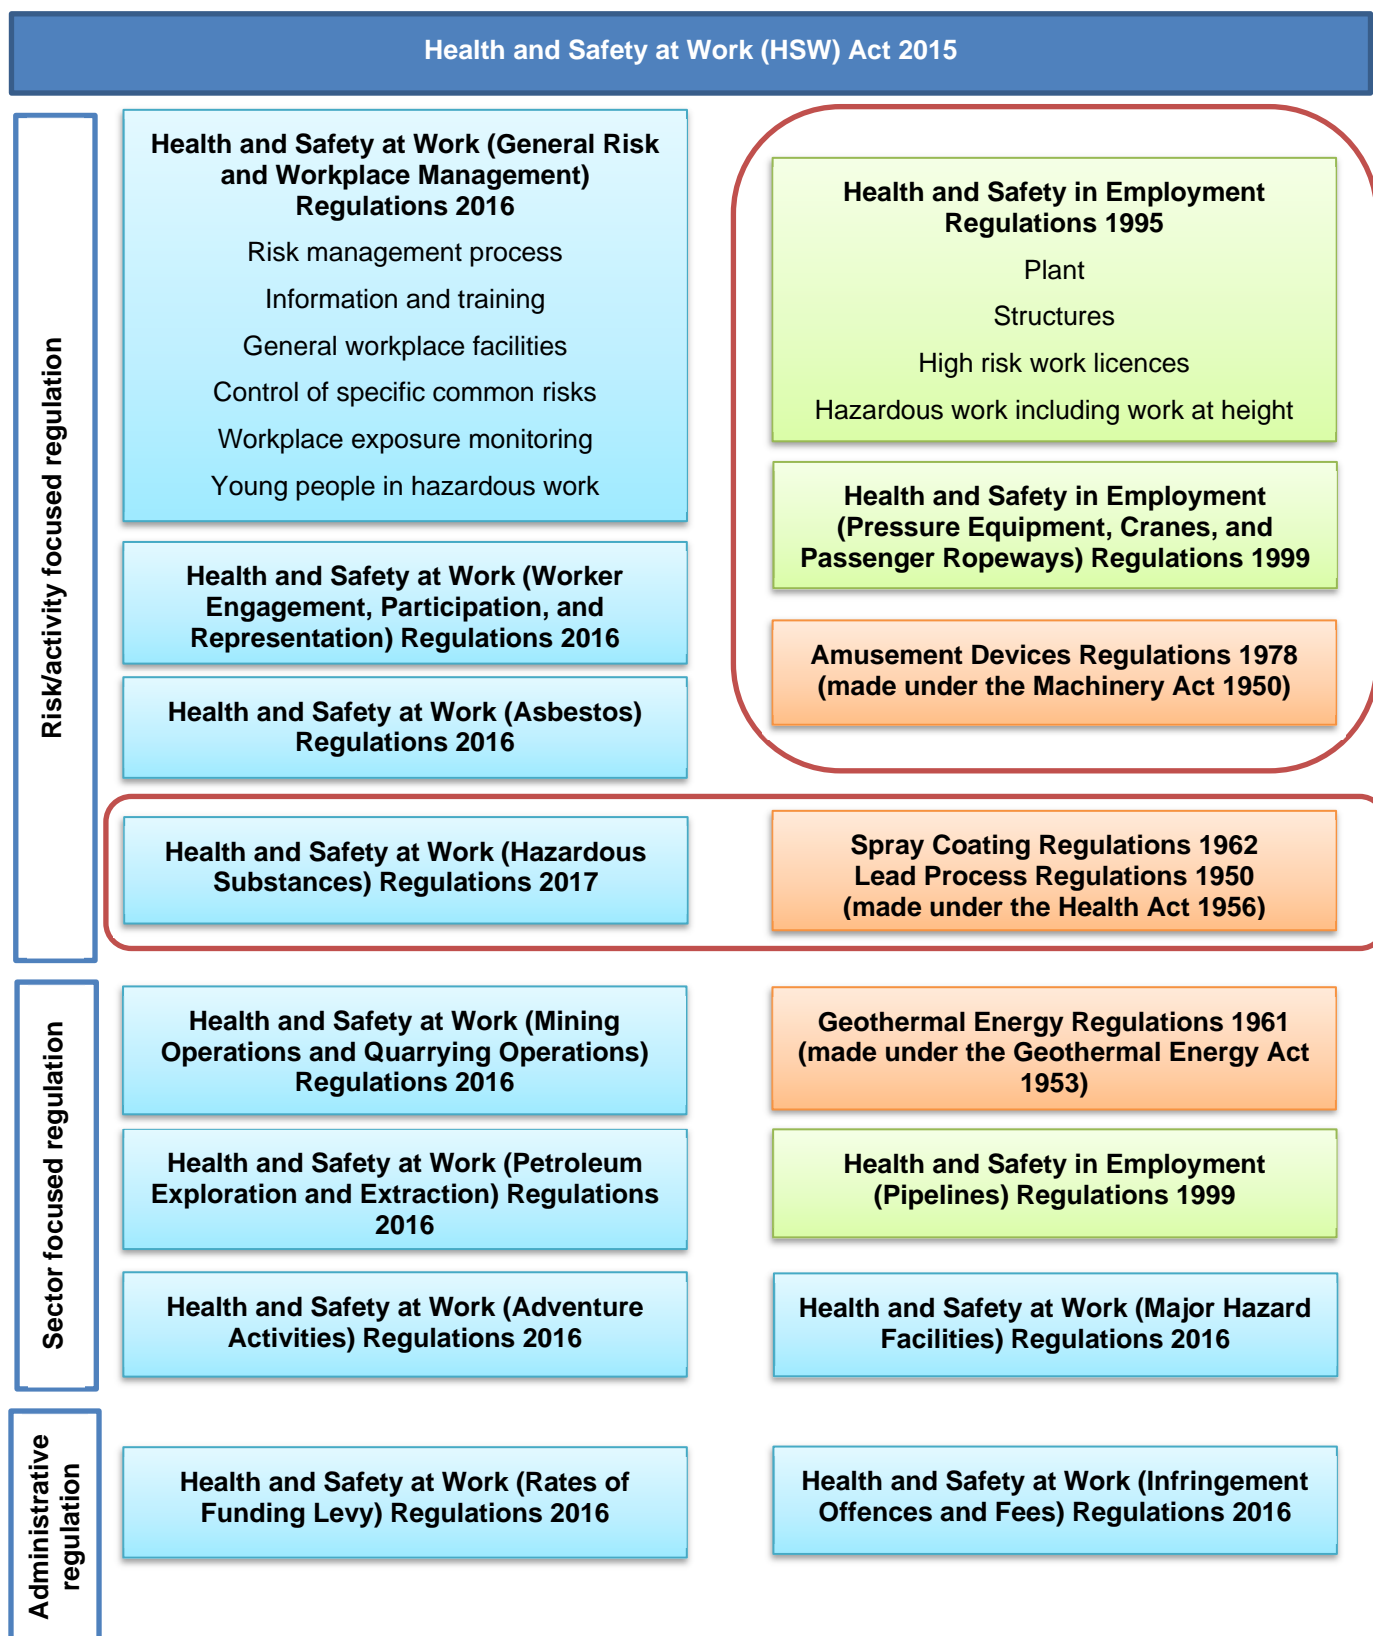 Health and Safety at Work (HSW) Act 2015
Risk/activity focused regulation
Health and Safety at Work (General Risk
and Workplace Management)
Regulations 2016
Risk management process
Information and training
General workplace facilities
Control of specific common risks
Workplace exposure monitoring
Young people in hazardous work
Health and Safety in Employment
Regulations 1995
Plant
Structures
High risk work licences
Hazardous work including work at height
Health and Safety in Employment
(Pressure Equipment, Cranes, and
Passenger Ropeways) Regulations 1999
Health and Safety at Work (Worker
Engagement, Participation, and
Representation) Regulations 2016
Amusement Devices Regulations 1978
(made under the Machinery Act 1950)
Health and Safety at Work (Asbestos)
Regulations 2016
Health and Safety at Work (Hazardous
Substances) Regulations 2017
Spray Coating Regulations 1962
Lead Process Regulations 1950
(made under the Health Act 1956)
Sector focused regulation
Health and Safety at Work (Mining
Operations and Quarrying Operations)
Regulations 2016
Geothermal Energy Regulations 1961
(made under the Geothermal Energy Act
1953)
Health and Safety at Work (Petroleum
Exploration and Extraction) Regulations
2016
Health and Safety in Employment
(Pipelines) Regulations 1999
Health and Safety at Work (Adventure
Activities) Regulations 2016
Health and Safety at Work (Major Hazard
Facilities) Regulations 2016
Administrative
regulation
Health and Safety at Work (Rates of
Funding Levy) Regulations 2016
Health and Safety at Work (Infringement
Offences and Fees) Regulations 2016